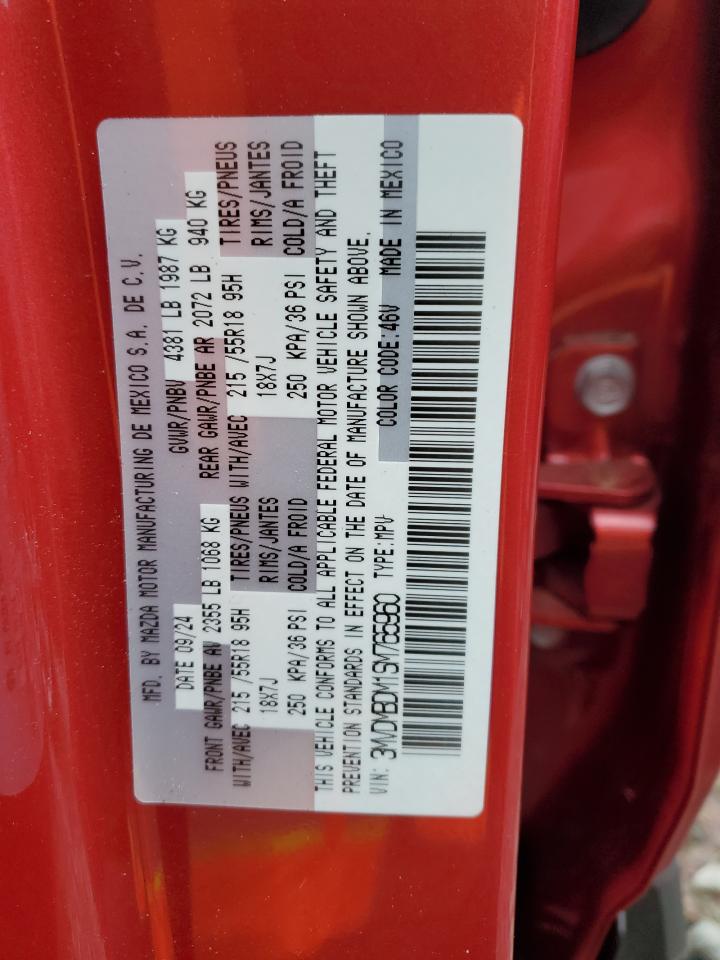 MFD. BY MAZDA MOTOR MANUFACTURING DE MEXICO S.A. DE C.V.
DATE 09/24 GVWR/PNBV 4381 LB 1987 KG
FRONT GAWR/PNBE AV 2355 LB 1068 KG REAR GAWR/PNBE AR 2072 LB 940 KG
WITH/AVEC 215 /55R18 95H TIRES/PNEUS WITH/AVEC 215 /55R18 95H TIRES/PNEUS
18X7J RIMS/JANTES 18X7J RIMS/JANTES
250 KPA/36 PSI COLD/A FROID 250 KPA/36 PSI COLD/A FROID
THIS VEHICLE CONFORMS TO ALL APPLICABLE FEDERAL MOTOR VEHICLE SAFETY AND THEFT
PREVENTION STANDARDS IN EFFECT ON THE DATE OF MANUFACTURE SHOWN ABOVE.
VIN: TYPE:MPV COLOR CODE:46V MADE IN MEXICO